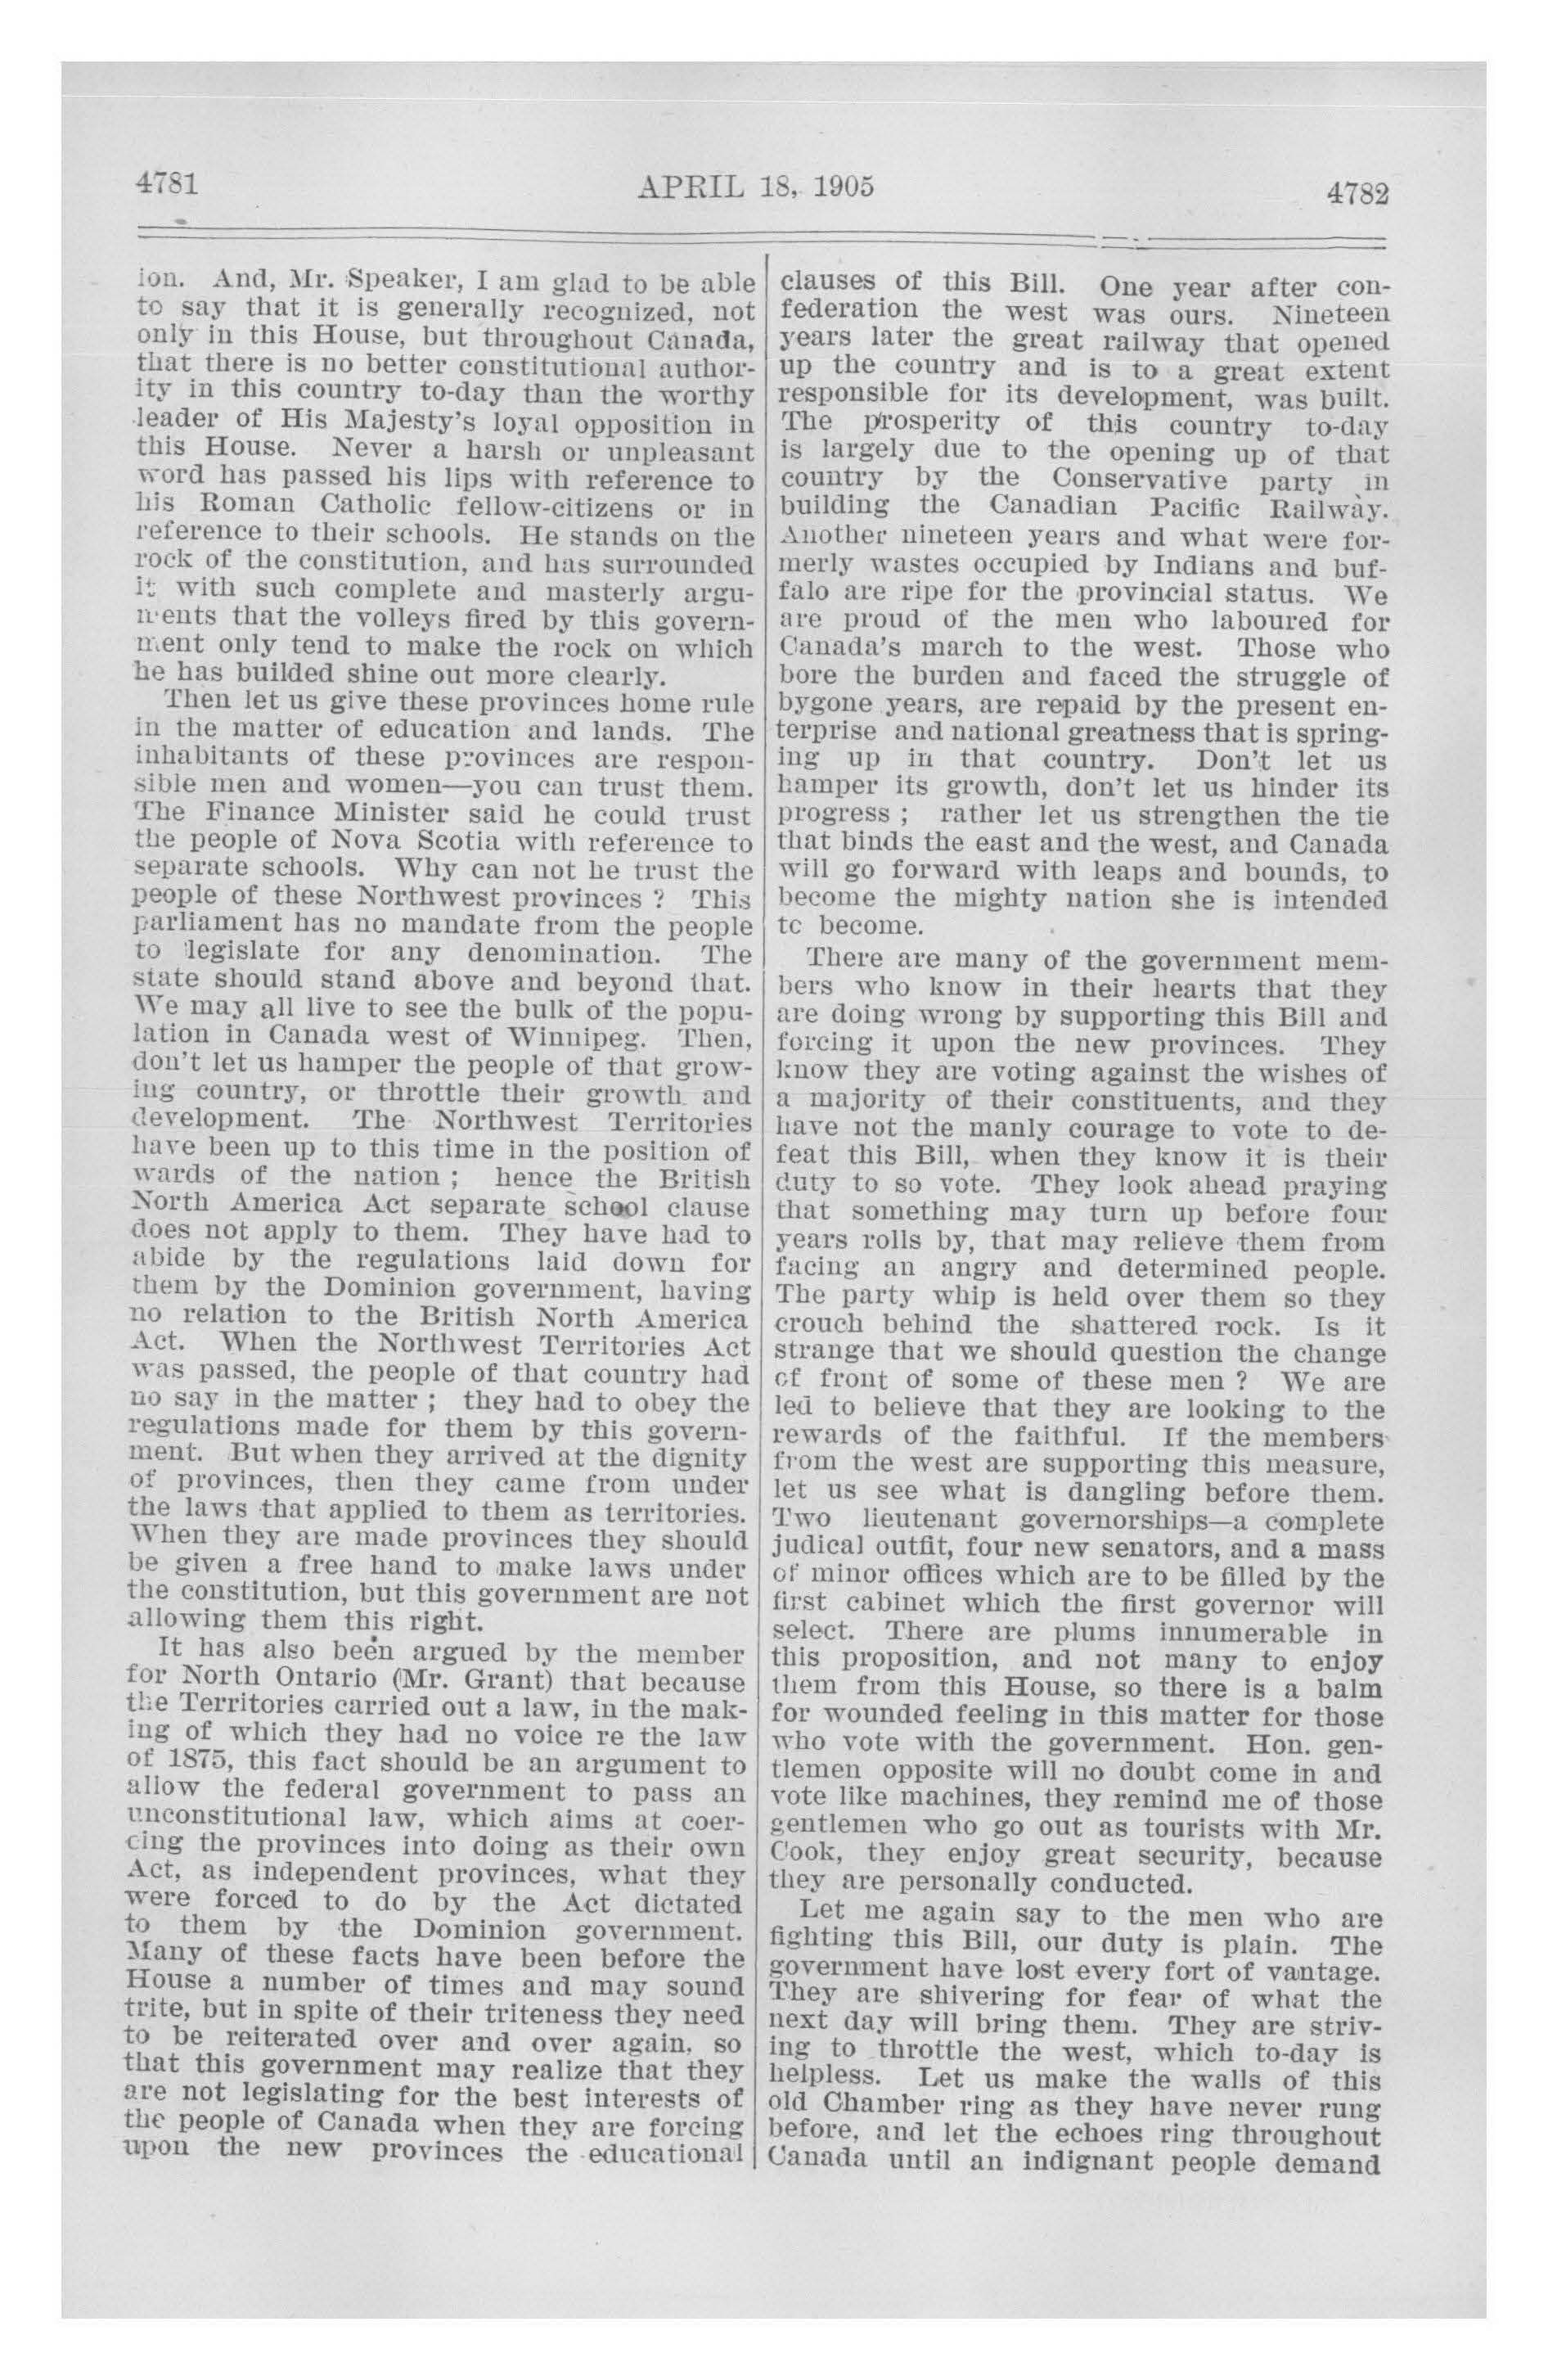 4781
APRIL 18, 1905
4782
ion. And, Mr. Speaker, I am glad to be able
to say that it is generally recognized, not
only in this House, but throughout Canada,
that there is no better constitutional author-
ity in this country to-day than the worthy
leader of His Majesty's loyal opposition in
this House. Never a harsh or unpleasant
word has passed his lips with reference to
his Roman Catholic fellow-citizens or in
reference to their schools. He stands on the
rock of the constitution, and has surrounded
it with such complete and masterly argu-
ments that the volleys fired by this govern-
ment only tend to make the rock on which
he has builded shine out more clearly.
Then let us give these provinces home rule
in the matter of education and lands. The
inhabitants of these provinces are respon-
sible men and women—you can trust them.
The Finance Minister said he could trust
the people of Nova Scotia with reference to
separate schools. Why can not he trust the
people of these Northwest provinces ? This
parliament has no mandate from the people
to legislate for any denomination. The
state should stand above and beyond that.
We may all live to see the bulk of the popu-
lation in Canada west of Winnipeg. Then,
don't let us hamper the people of that grow-
ing country, or throttle their growth and
development. The Northwest Territories
have been up to this time in the position of
wards of the nation ; hence the British
North America Act separate school clause
does not apply to them. They have had to
abide by the regulations laid down for
them by the Dominion government, having
no relation to the British North America
Act. When the Northwest Territories Act
was passed, the people of that country had
no say in the matter ; they had to obey the
regulations made for them by this govern-
ment. But when they arrived at the dignity
of provinces, then they came from under
the laws that applied to them as territories.
When they are made provinces they should
be given a free hand to make laws under
the constitution, but this government are not
allowing them this right.
It has also been argued by the member
for North Ontario (Mr. Grant) that because
the Territories carried out a law, in the mak-
ing of which they had no voice re the law
of 1875, this fact should be an argument to
allow the federal government to pass an
unconstitutional law, which aims at coer-
cing the provinces into doing as their own
Act, as independent provinces, what they
were forced to do by the Act dictated
to them by the Dominion government.
Many of these facts have been before the
House a number of times and may sound
trite, but in spite of their triteness they need
to be reiterated over and over again, so
that this government may realize that they
are not legislating for the best interests of
the people of Canada when they are forcing
upon the new provinces the educational
clauses of this Bill. One year after con-
federation the west was ours. Nineteen
years later the great railway that opened
up the country and is to a great extent
responsible for its development, was built.
The prosperity of this country to-day
is largely due to the opening up of that
country by the Conservative party in
building the Canadian Pacific Railway.
Another nineteen years and what were for-
merly wastes occupied by Indians and buf-
falo are ripe for the provincial status. We
are proud of the men who laboured for
Canada's march to the west. Those who
bore the burden and faced the struggle of
bygone years, are repaid by the present en-
terprise and national greatness that is spring-
ing up in that country. Don't let us
hamper its growth, don't let us hinder its
progress ; rather let us strengthen the tie
that binds the east and the west, and Canada
will go forward with leaps and bounds, to
become the mighty nation she is intended
to become.
There are many of the government mem-
bers who know in their hearts that they
are doing wrong by supporting this Bill and
forcing it upon the new provinces. They
know they are voting against the wishes of
a majority of their constituents, and they
have not the manly courage to vote to de-
feat this Bill, when they know it is their
duty to so vote. They look ahead praying
that something may turn up before four
years rolls by, that may relieve them from
facing an angry and determined people.
The party whip is held over them so they
crouch behind the shattered rock. Is it
strange that we should question the change
of front of some of these men ? We are
led to believe that they are looking to the
rewards of the faithful. If the members
from the west are supporting this measure,
let us see what is dangling before them.
Two lieutenant governorships—a complete
judical outfit, four new senators, and a mass
of minor offices which are to be filled by the
first cabinet which the first governor will
select. There are plums innumerable in
this proposition, and not many to enjoy
them from this House, so there is a balm
for wounded feeling in this matter for those
who vote with the government. Hon. gen-
tlemen opposite will no doubt come in and
vote like machines, they remind me of those
gentlemen who go out as tourists with Mr.
Cook, they enjoy great security, because
they are personally conducted.
Let me again say to the men who are
fighting this Bill, our duty is plain. The
government have lost every fort of vantage.
They are shivering for fear of what the
next day will bring them. They are striv-
ing to throttle the west, which to-day is
helpless. Let us make the walls of this
old Chamber ring as they have never rung
before, and let the echoes ring throughout
Canada until an indignant people demand